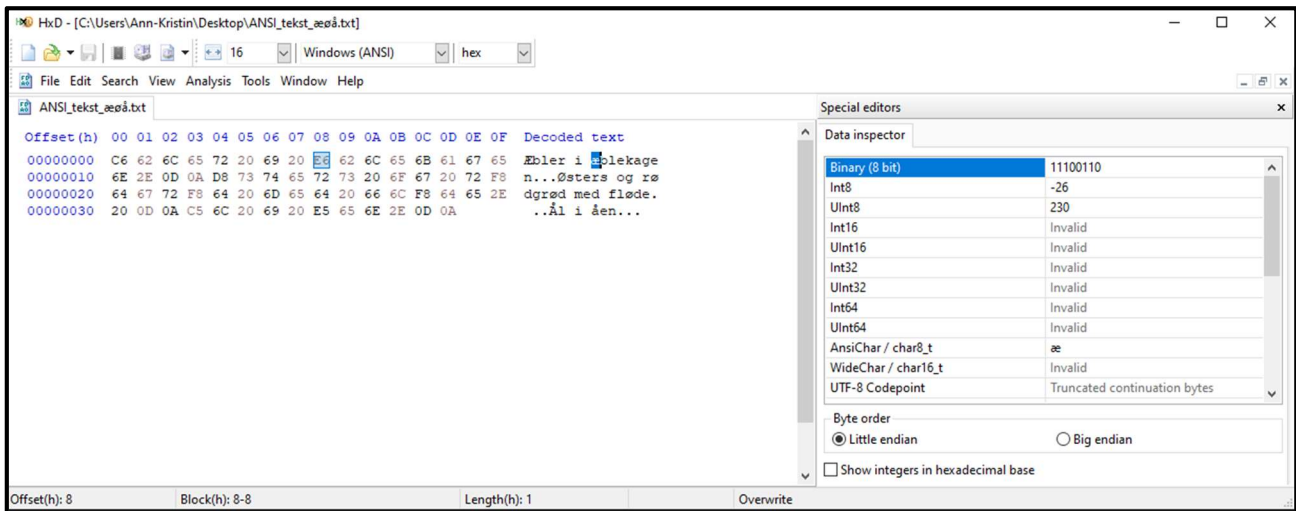 HxD - [C:\Users\Ann-Kristin\Desktop\ANSI_tekst_æøå.txt]
16 Windows (ANSI) hex
File Edit Search View Analysis Tools Window Help
ANSI_tekst_æøå.txt
Offset(h) 00 01 02 03 04 05 06 07 08 09 0A 0B 0C 0D 0E 0F Decoded text
00000000 C6 62 6C 65 72 20 69 20 E6 62 6C 65 6B 61 67 65 Æbler i æblekage
00000010 6E 2E 0D 0A D8 73 74 65 72 73 20 6F 67 20 72 F8 n...Østers og rø
00000020 64 67 72 F8 64 20 6D 65 64 20 66 6C F8 64 65 2E dgrød med fløde.
00000030 20 0D 0A C5 6C 20 69 20 E5 65 6E 2E 0D 0A ..Ål i åen...
Special editors
Data inspector
Binary (8 bit) 11100110
Int8 -26
UInt8 230
Int16 Invalid
UInt16 Invalid
Int32 Invalid
UInt32 Invalid
Int64 Invalid
UInt64 Invalid
AnsiChar / char8_t æ
WideChar / char16_t Invalid
UTF-8 Codepoint Truncated continuation bytes
Byte order
Little endian Big endian
Show integers in hexadecimal base
Offset(h): 8 Block(h): 8-8 Length(h): 1 Overwrite